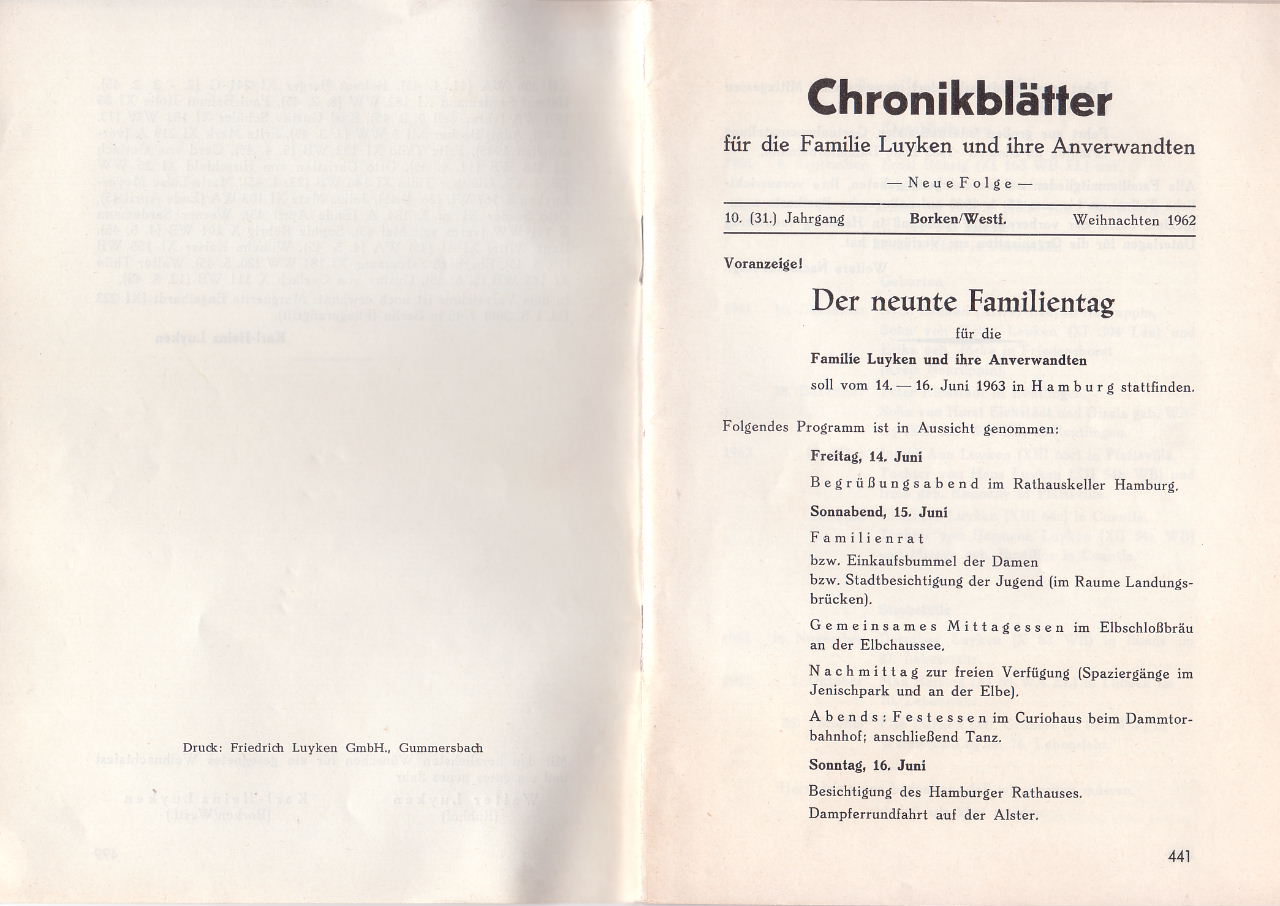 Druck: Friedrich Luyken GmbH., Gummersbach
Chronikblätter
für die Familie Luyken und ihre Anverwandten
— Neue Folge —
10. (31.) Jahrgang Borken/Westf. Weihnachten 1962
Voranzeige!
Der neunte Familientag
für die
Familie Luyken und ihre Anverwandten
soll vom 14. — 16. Juni 1963 in Hamburg stattfinden.
Folgendes Programm ist in Aussicht genommen:
Freitag, 14. Juni
Begrüßungsabend im Rathauskeller Hamburg.
Sonnabend, 15. Juni
Familienrat
bzw. Einkaufsbummel der Damen
bzw. Stadtbesichtigung der Jugend (im Raume Landungs-
brücken).
Gemeinsames Mittagessen im Elbschloßbräu
an der Elbchaussee.
Nachmittag zur freien Verfügung (Spaziergänge im
Jenischpark und an der Elbe).
Abends: Festessen im Curiohaus beim Dammtor-
bahnhof; anschließend Tanz.
Sonntag, 16. Juni
Besichtigung des Hamburger Rathauses.
Dampferrundfahrt auf der Alster.
441